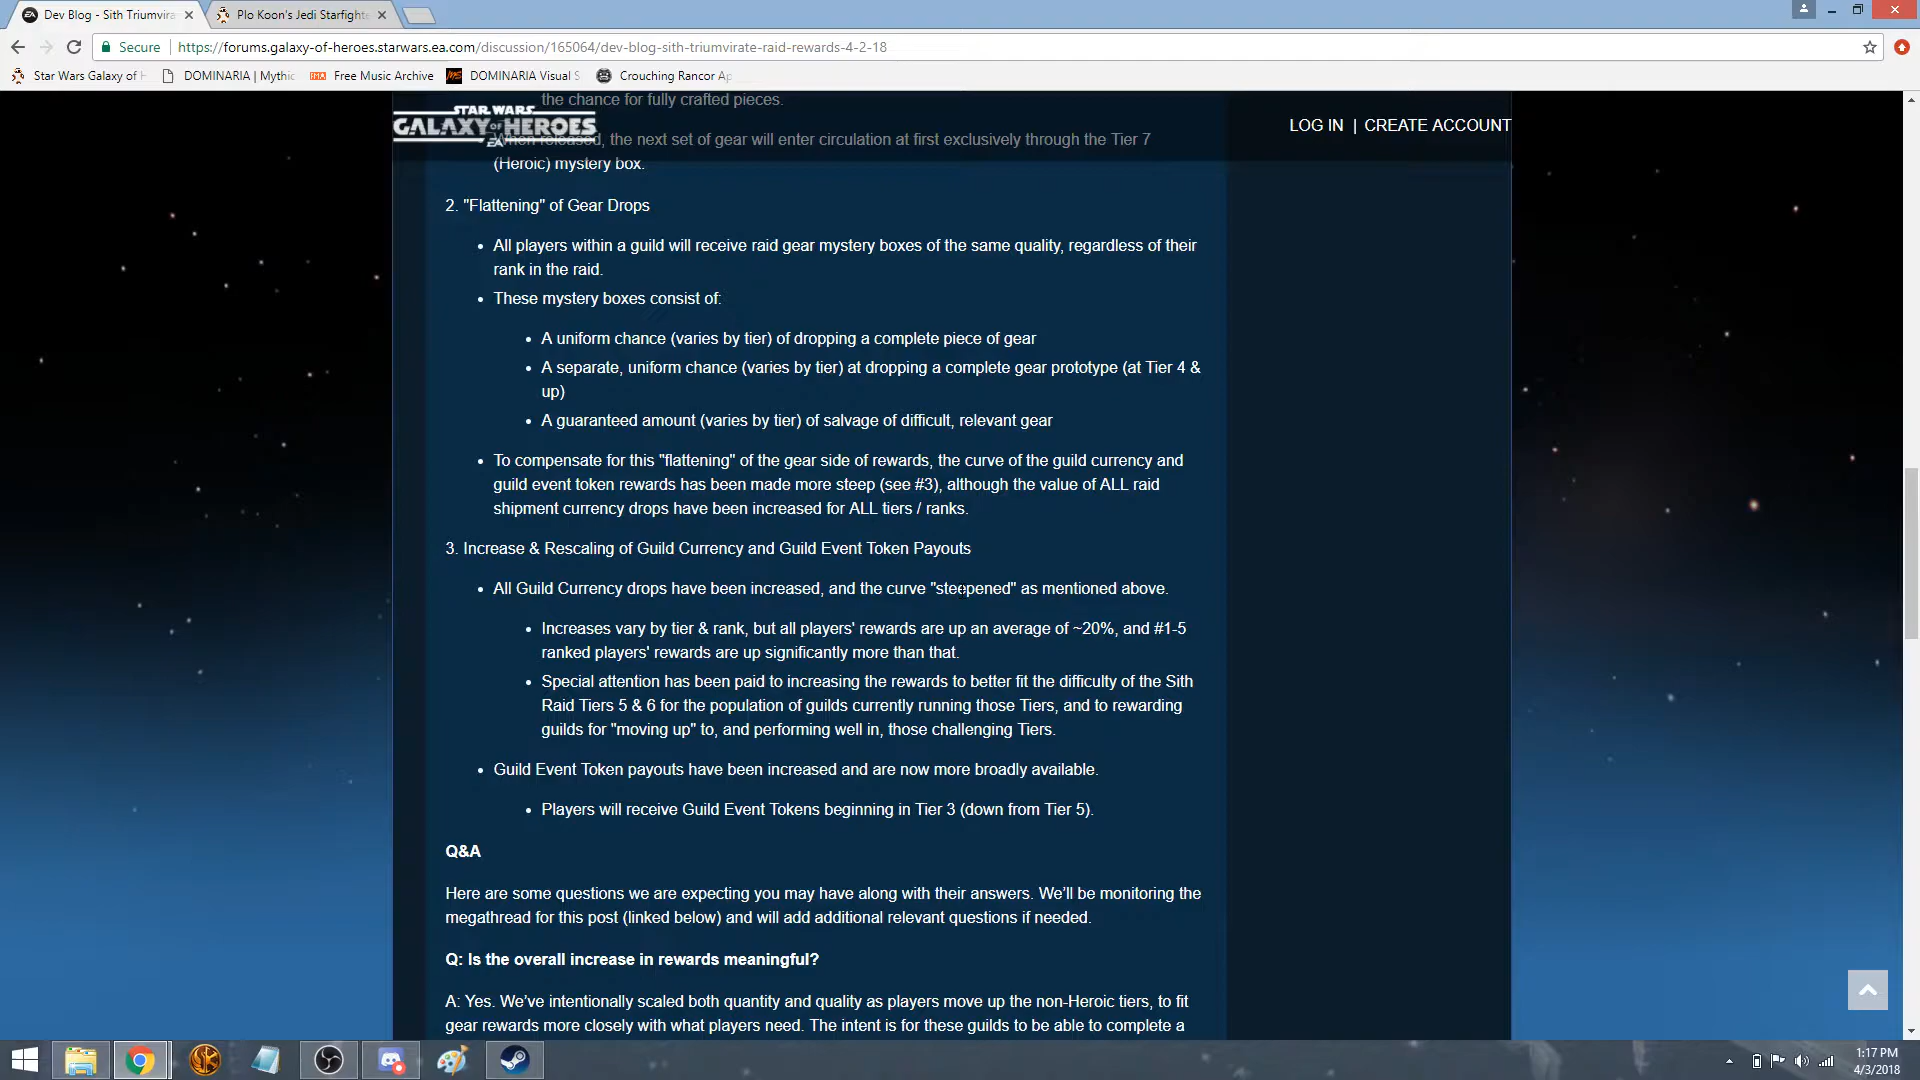 Dev Blog - Sith Triumvira
Plo Koon's Jedi Starfighte
Secure
https://forums.galaxy-of-heroes.starwars.ea.com/discussion/165064/dev-blog-sith-triumvirate-raid-rewards-4-2-18
Star Wars Galaxy of H
DOMINARIA | Mythic
Free Music Archive
DOMINARIA Visual S
Crouching Rancor Ap
the chance for fully crafted pieces.
STAR WARS
GALAXY OF HEROES
EA
LOG IN | CREATE ACCOUNT
When released, the next set of gear will enter circulation at first exclusively through the Tier 7
(Heroic) mystery box.
2. "Flattening" of Gear Drops
• All players within a guild will receive raid gear mystery boxes of the same quality, regardless of their
rank in the raid.
• These mystery boxes consist of:
• A uniform chance (varies by tier) of dropping a complete piece of gear
• A separate, uniform chance (varies by tier) at dropping a complete gear prototype (at Tier 4 &
up)
• A guaranteed amount (varies by tier) of salvage of difficult, relevant gear
• To compensate for this "flattening" of the gear side of rewards, the curve of the guild currency and
guild event token rewards has been made more steep (see #3), although the value of ALL raid
shipment currency drops have been increased for ALL tiers / ranks.
3. Increase & Rescaling of Guild Currency and Guild Event Token Payouts
• All Guild Currency drops have been increased, and the curve "steepened" as mentioned above.
• Increases vary by tier & rank, but all players' rewards are up an average of ~20%, and #1-5
ranked players' rewards are up significantly more than that.
• Special attention has been paid to increasing the rewards to better fit the difficulty of the Sith
Raid Tiers 5 & 6 for the population of guilds currently running those Tiers, and to rewarding
guilds for "moving up" to, and performing well in, those challenging Tiers.
• Guild Event Token payouts have been increased and are now more broadly available.
• Players will receive Guild Event Tokens beginning in Tier 3 (down from Tier 5).
Q&A
Here are some questions we are expecting you may have along with their answers. We'll be monitoring the
megathread for this post (linked below) and will add additional relevant questions if needed.
Q: Is the overall increase in rewards meaningful?
A: Yes. We've intentionally scaled both quantity and quality as players move up the non-Heroic tiers, to fit
gear rewards more closely with what players need. The intent is for these guilds to be able to complete a
1:17 PM
4/3/2018